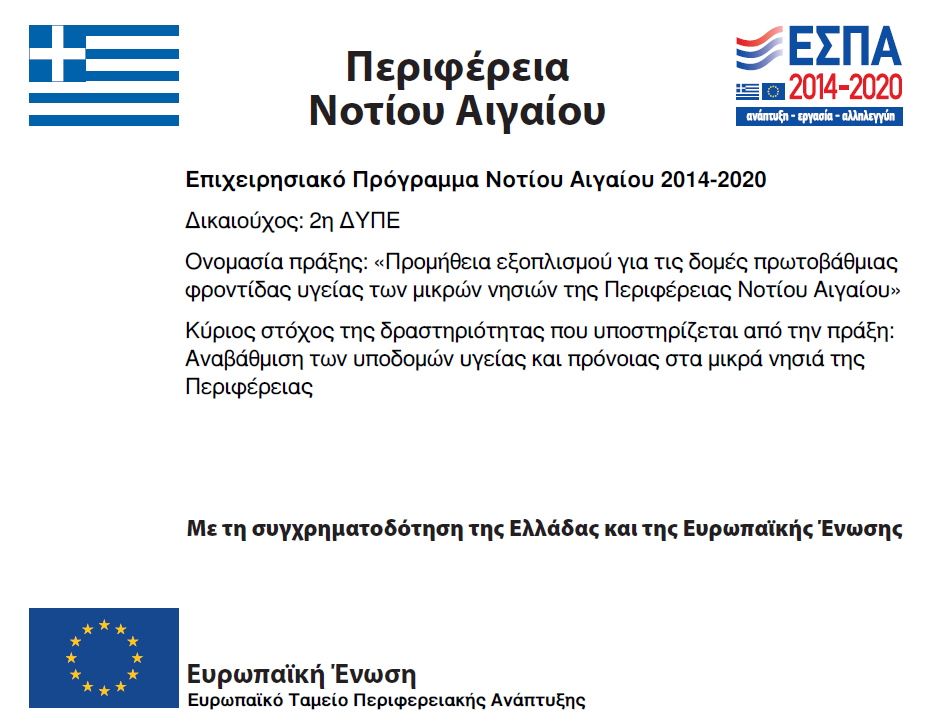 Περιφέρεια
Νοτίου Αιγαίου
ΕΣΠΑ
2014-2020
ανάπτυξη - εργασία - αλληλεγγύη
Επιχειρησιακό Πρόγραμμα Νοτίου Αιγαίου 2014-2020
Δικαιούχος: 2η ΔΥΠΕ
Ονομασία πράξης: «Προμήθεια εξοπλισμού για τις δομές πρωτοβάθμιας
φροντίδας υγείας των μικρών νησιών της Περιφέρειας Νοτίου Αιγαίου»
Κύριος στόχος της δραστηριότητας που υποστηρίζεται από την πράξη:
Αναβάθμιση των υποδομών υγείας και πρόνοιας στα μικρά νησιά της
Περιφέρειας
Με τη συγχρηματοδότηση της Ελλάδας και της Ευρωπαϊκής Ένωσης
Ευρωπαϊκή Ένωση
Ευρωπαϊκό Ταμείο Περιφερειακής Ανάπτυξης